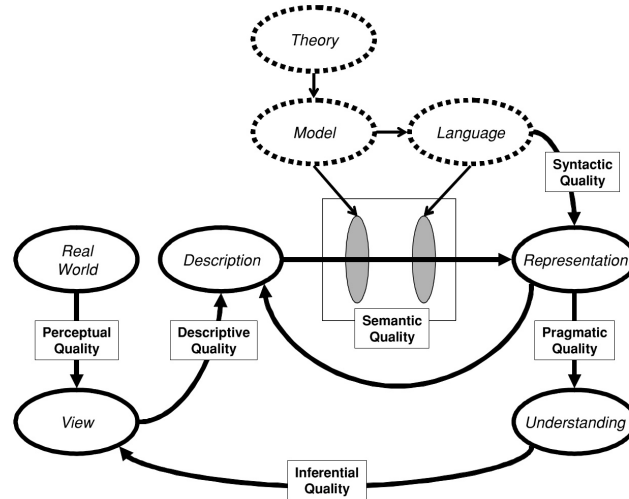 Theory
Model
Language
Syntactic
Quality
Real
World
Description
Representation
Semantic
Quality
Perceptual
Quality
Descriptive
Quality
Pragmatic
Quality
View
Understanding
Inferential
Quality